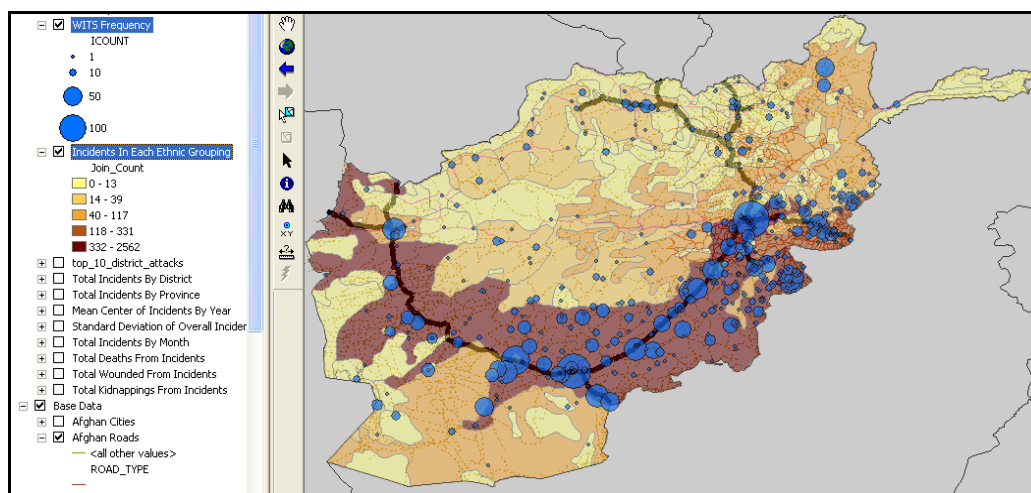 WITS Frequency
ICOUNT
1
10
50
100
Incidents In Each Ethnic Grouping
Join_Count
0 - 13
14 - 39
40 - 117
118 - 331
332 - 2562
top_10_district_attacks
Total Incidents By District
Total Incidents By Province
Mean Center of Incidents By Year
Standard Deviation of Overall Incider
Total Incidents By Month
Total Deaths From Incidents
Total Wounded From Incidents
Total Kidnappings From Incidents
Base Data
Afghan Cities
Afghan Roads
<all other values>
ROAD_TYPE
XY